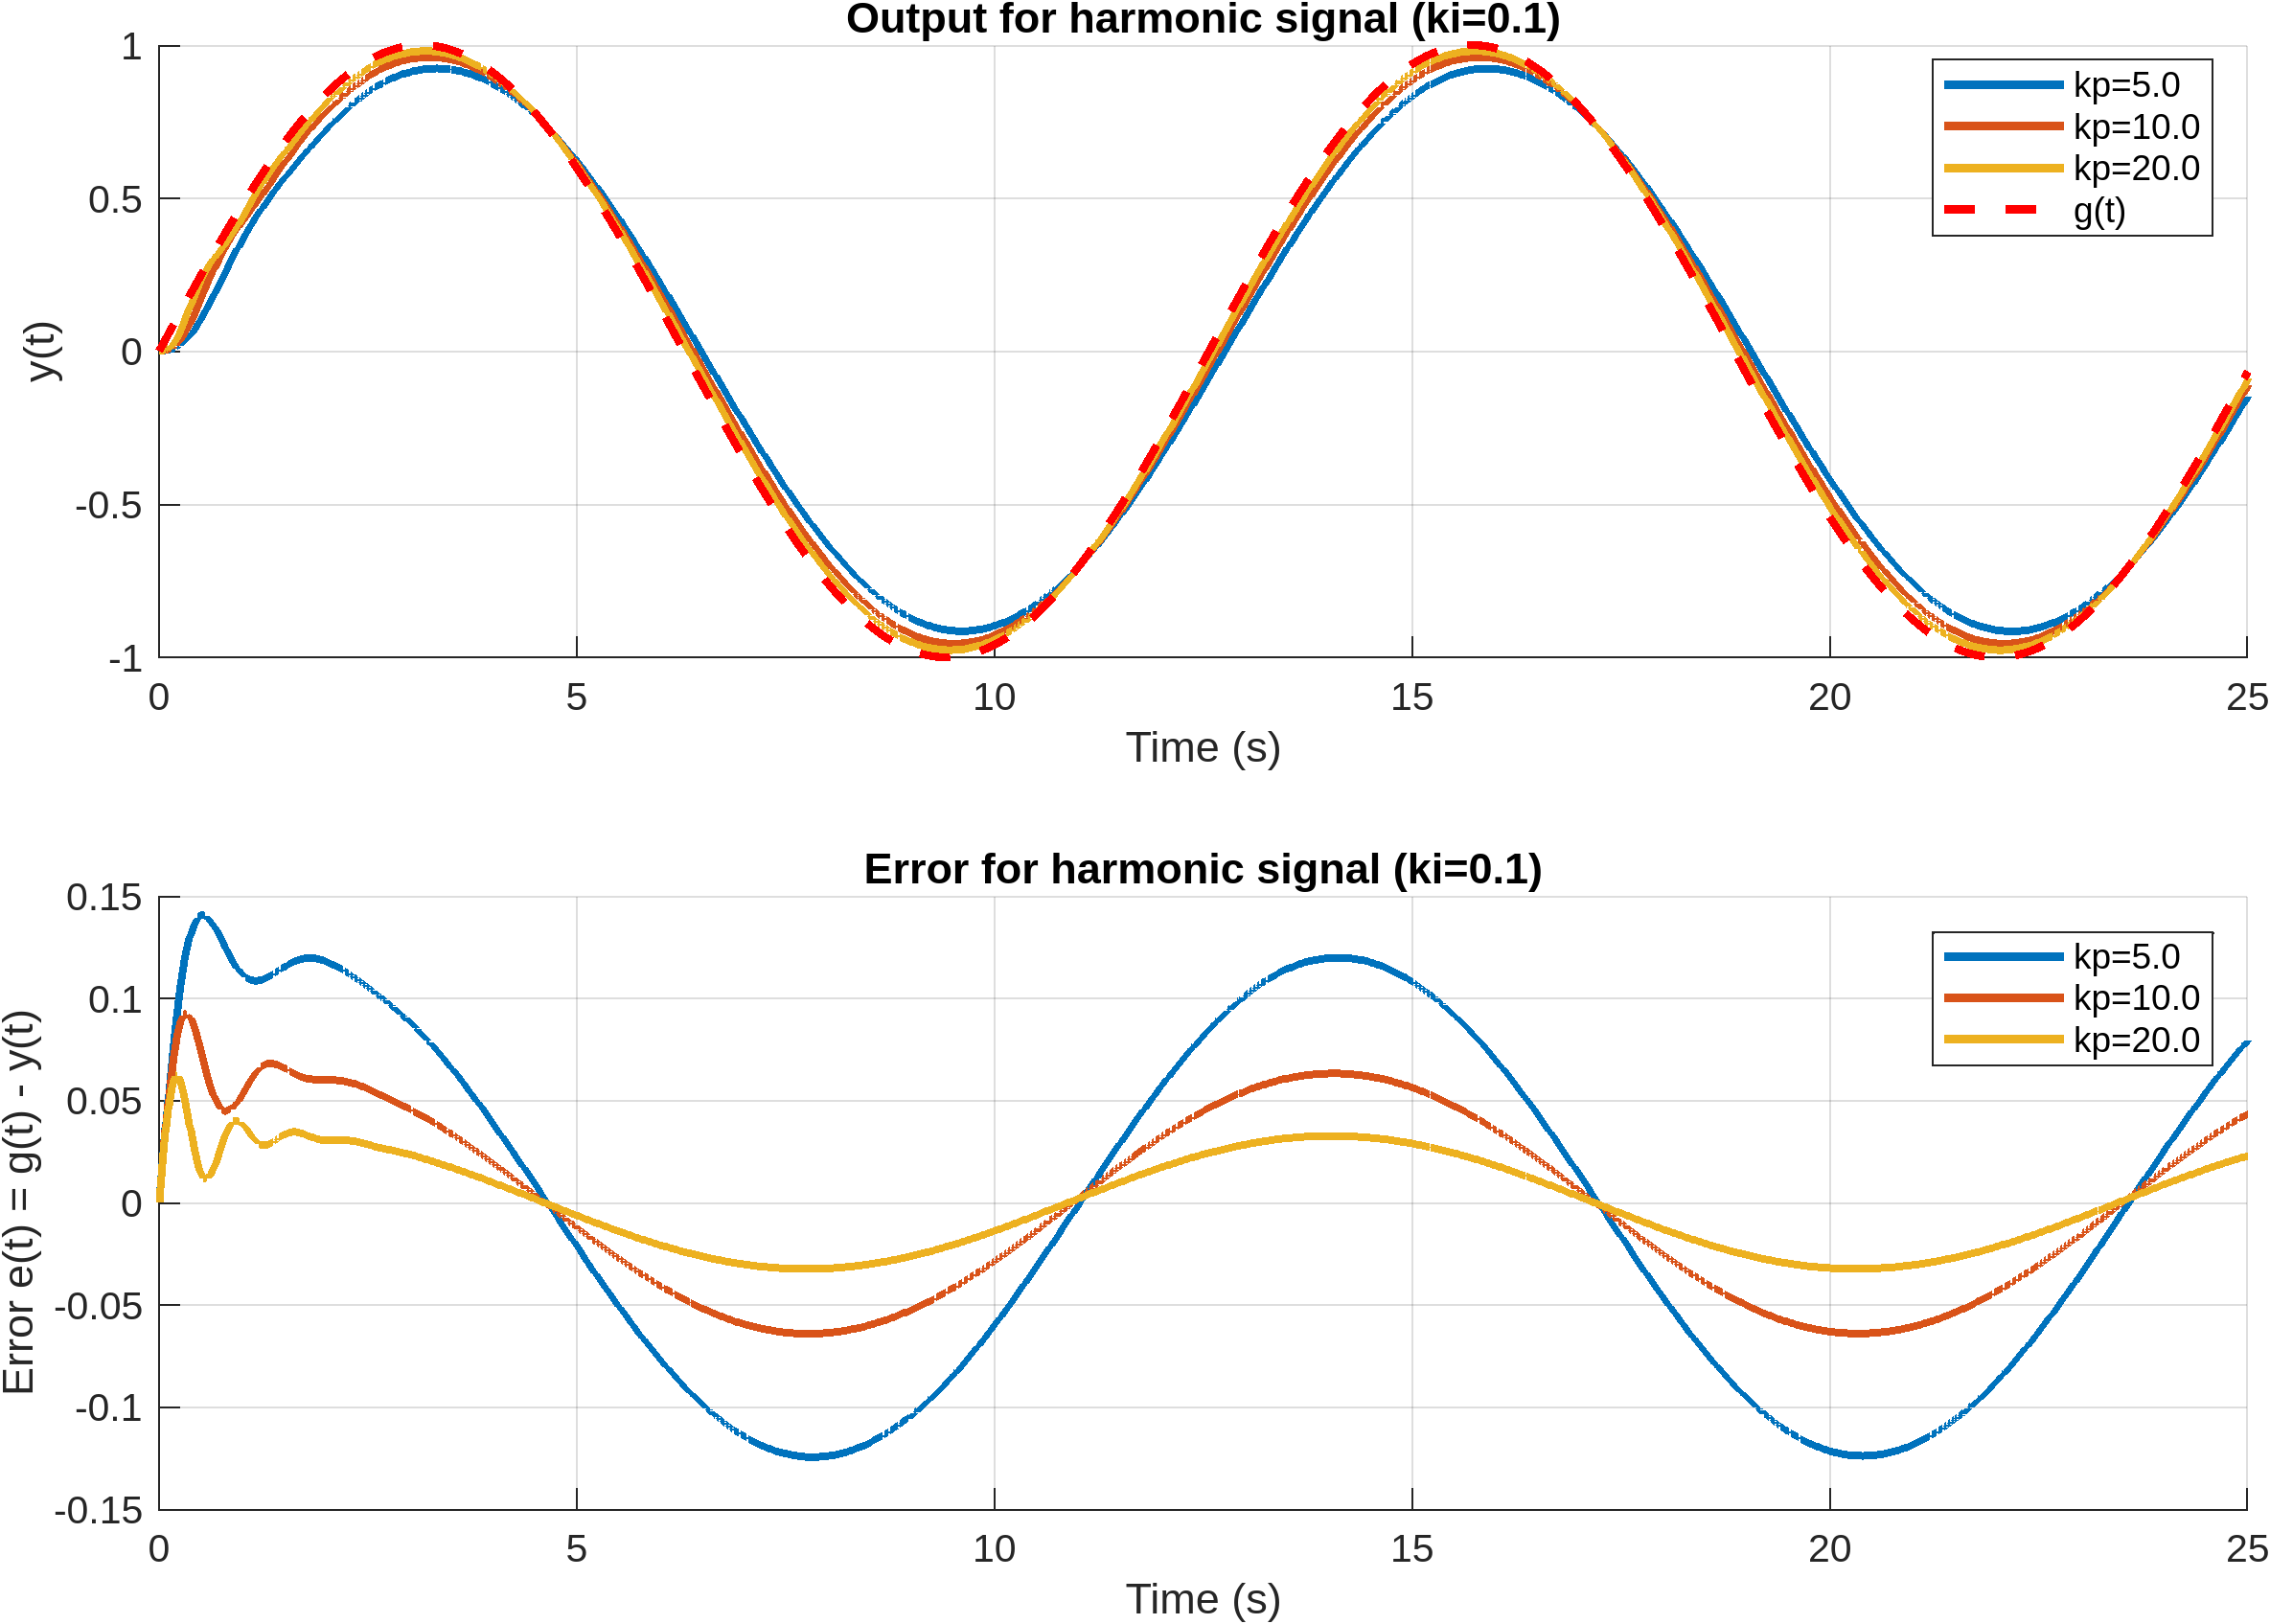 Output for harmonic signal (ki=0.1)
1
0.5
0
-0.5
-1
y(t)
kp=5.0
kp=10.0
kp=20.0
g(t)
0 5 10 15 20 25
Time (s)
Error for harmonic signal (ki=0.1)
0.15
0.1
0.05
0
-0.05
-0.1
-0.15
Error e(t) = g(t) - y(t)
kp=5.0
kp=10.0
kp=20.0
0 5 10 15 20 25
Time (s)